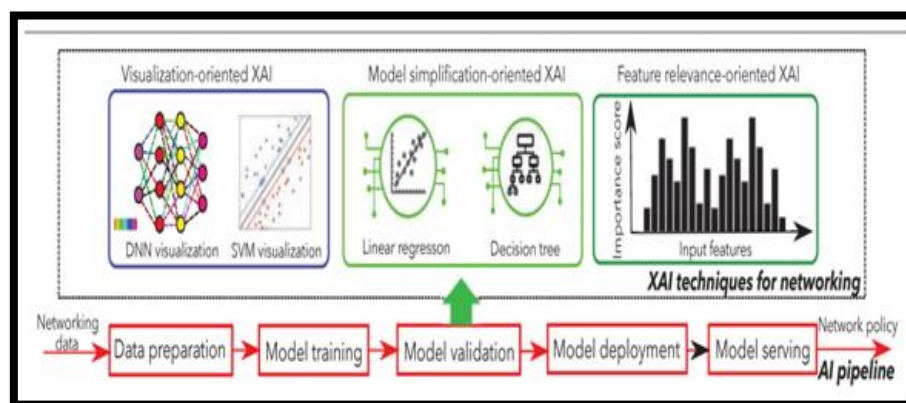 Visualization-oriented XAI
Model simplification-oriented XAI
Feature relevance-oriented XAI
DNN visualization
SVM visualization
Linear regresson
Decision tree
Importance score
Input features
XAI techniques for networking
Networking
data
Data preparation
Model training
Model validation
Model deployment
Model serving
Network policy
AI pipeline